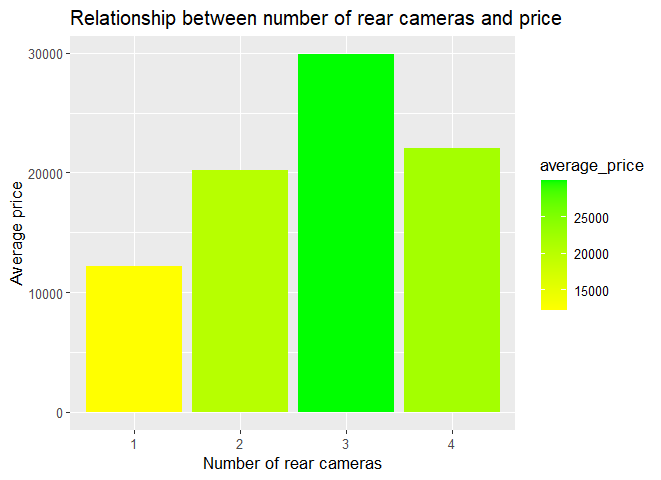 Relationship between number of rear cameras and price
Average price
30000
20000
10000
0
1 2 3 4
Number of rear cameras
average_price
25000
20000
15000